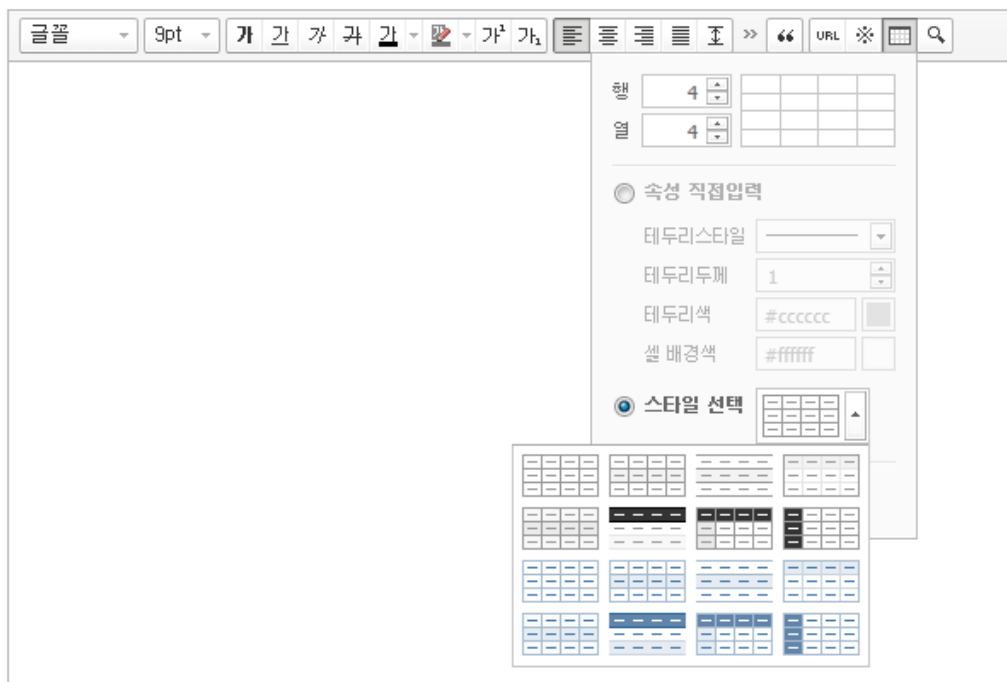 글꼴 9pt 가 가 가 가 가 가² 가₁ URL ※
행 4
열 4
속성 직접입력
테두리스타일
테두리두께 1
테두리색 #cccccc
셀 배경색 #ffffff
스타일 선택